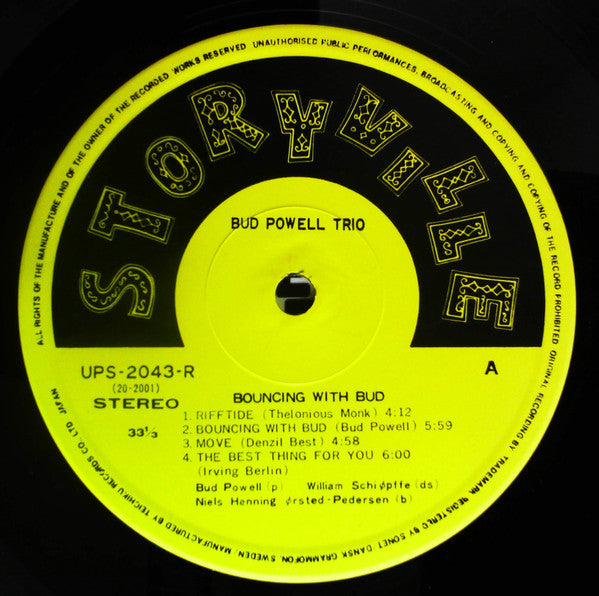 ALL RIGHTS OF THE MANUFACTURE AND OF THE OWNER OF THE RECORDED WORKS RESERVED. UNAUTHORISED PUBLIC PERFORMANCES, BROADCASTING AND COPYING AND COPYING OF THE RECORD PROHIBITED ORIGINAL RECORDING BY TRADEMARK REGISTERED BY SONET DANSK GRAMMOFON, SWEDEN, MANUFACTURED BY TEICHIKU RECORDS CO. LTD. JAPAN
STORYVILLE
BUD POWELL TRIO
UPS-2043-R
(20-2001)
STEREO
33⅓
A
BOUNCING WITH BUD
1. RIFFTIDE (Thelonious Monk) 4:12
2. BOUNCING WITH BUD (Bud Powell) 5:59
3. MOVE (Denzil Best) 4:58
4. THE BEST THING FOR YOU 6:00
(Irving Berlin)
Bud Powell (p) William Schiøpffe (ds)
Niels Henning Ørsted-Pedersen (b)